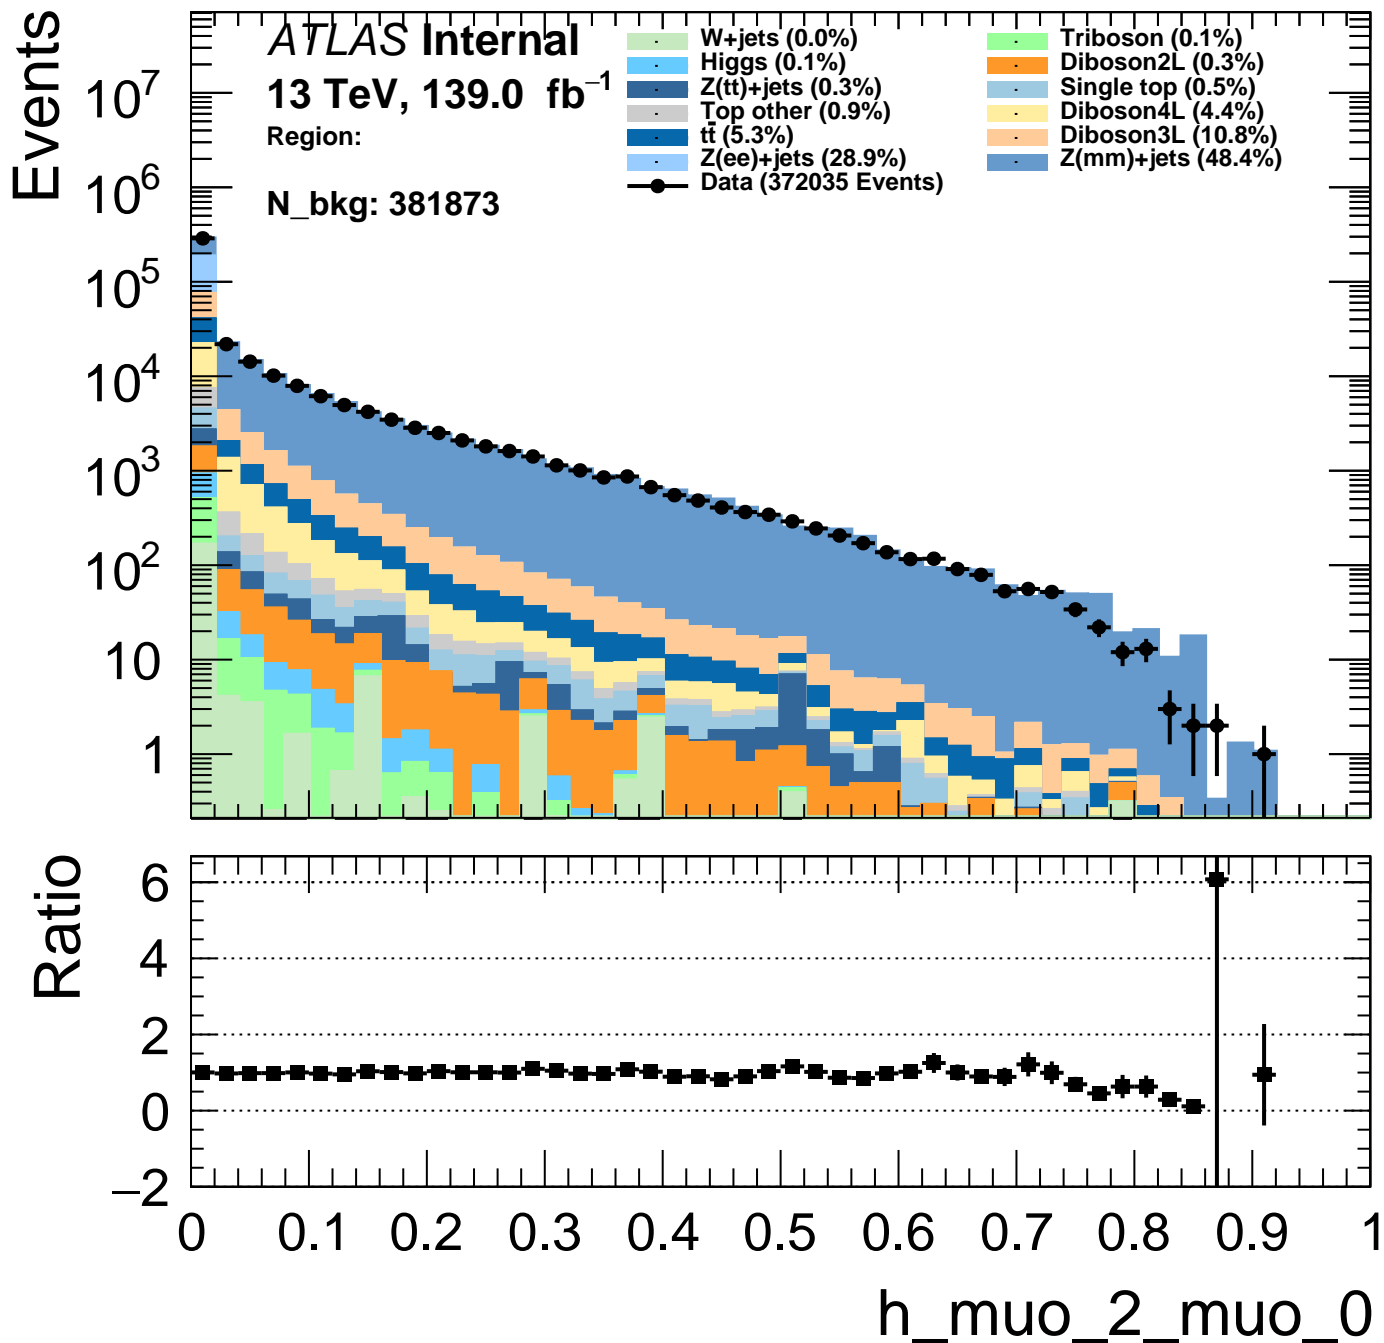 Events
10⁷
10⁶
10⁵
10⁴
10³
10²
10
1
ATLAS Internal
13 TeV, 139.0 fb⁻¹
Region:
N_bkg: 381873
W+jets (0.0%)
Higgs (0.1%)
Z(tt)+jets (0.3%)
Top other (0.9%)
tt̄ (5.3%)
Z(ee)+jets (28.9%)
Data (372035 Events)
Triboson (0.1%)
Diboson2L (0.3%)
Single top (0.5%)
Diboson4L (4.4%)
Diboson3L (10.8%)
Z(mm)+jets (48.4%)
Ratio
6
4
2
0
−2
0 0.1 0.2 0.3 0.4 0.5 0.6 0.7 0.8 0.9 1
h_muo_2_muo_0